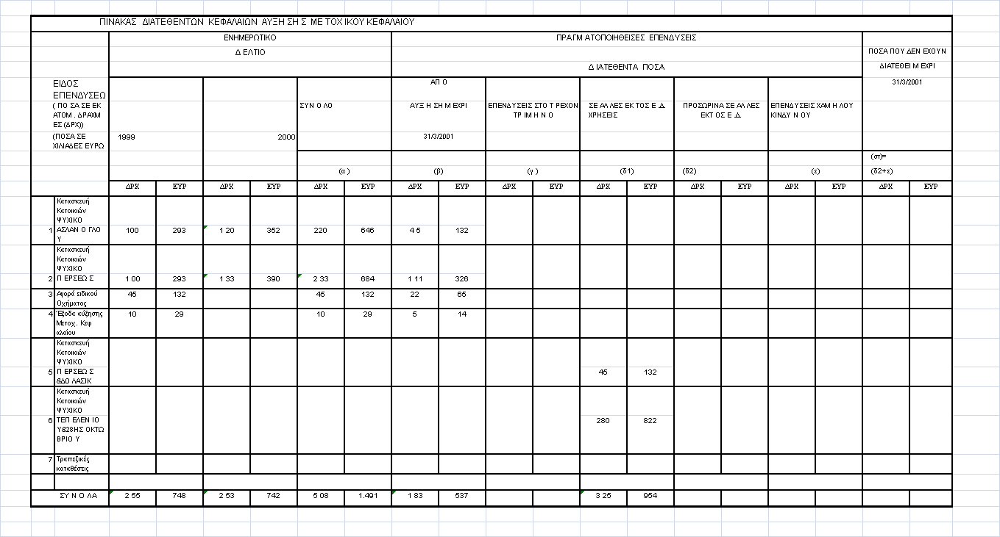 ΠΙΝΑΚΑΣ ΔΙΑΤΕΘΕΝΤΩΝ ΚΕΦΑΛΑΙΩΝ ΑΥΞΗ ΣΗ Σ ΜΕ ΤΟΧ ΙΚΟΥ ΚΕΦΑΛΑΙΟΥ
ΕΝΗΜΕΡΩΤΙΚΟ ΠΡΑΓΜ ΑΤΟΠΟΙΗΘΕΙΣΕΣ ΕΠΕΝΔΥΣΕΙΣ
Δ ΕΛΤΙΟ ΠΟΣΑ ΠΟΥ ΔΕΝ ΕΧΟΥΝ
Δ ΙΑΤΕΘΕΝΤΑ ΠΟΣΑ ΔΙΑΤΕΘΕΙ Μ ΕΧΡΙ
ΕΙΔΟΣ ΑΠ Ο 31/3/2001
ΕΠΕΝΔΥΣΕΩ
( ΠΟ ΣΑ ΣΕ ΕΚ ΣΥΝ Ο ΛΟ ΑΥΞ Η ΣΗ Μ ΕΧΡΙ ΕΠΕΝΔΥΣΕΙΣ ΣΤΟ Τ ΡΕΧΟΝ ΣΕ ΑΛ ΛΕΣ ΕΚ ΤΟΣ Ε .Δ. ΠΡΟΣΩΡΙΝΑ ΣΕ ΑΛ ΛΕΣ ΕΠΕΝΔΥΣΕΙΣ ΧΑΜ Η ΛΟΥ
ΑΤΟΜ . ΔΡΑΧΜ ΤΡ ΙΜ Η Ν Ο ΧΡΗΣΕΙΣ ΕΚΤ ΟΣ Ε .Δ. ΚΙΝΔΥ Ν ΟΥ
ΕΣ (ΔΡΧ))
(ΠΟΣΑ ΣΕ 1999 2000 31/3/2001
ΧΙΛΙΑΔΕΣ ΕΥΡΩ
(στ)=
(α ) (β) (γ ) (δ1) (δ2) (ε) (δ2+ε)
ΔΡΧ ΕΥΡ ΔΡΧ ΕΥΡ ΔΡΧ ΕΥΡ ΔΡΧ ΕΥΡ ΔΡΧ ΕΥΡ ΔΡΧ ΕΥΡ ΔΡΧ ΕΥΡ ΔΡΧ ΕΥΡ ΔΡΧ ΕΥΡ
Κατασκευή
Κατοικιών
ΨΥΧΙΚΟ
1 ΑΣΛΑΝ Ο ΓΛΟ 100 293 1 20 352 220 646 4 5 132
Υ
Κατασκευή
Κατοικιών
ΨΥΧΙΚΟ
2 Π ΕΡΣΕΩ Σ 1 00 293 1 33 390 2 33 684 1 11 326
3 Αγορά ειδικού 45 132 45 132 22 65
Οχήματος
4 Έξοδα αύξησης 10 29 10 29 5 14
Μετοχ . Κεφ
αλαίου
Κατασκευή
Κατοικιών
ΨΥΧΙΚΟ
5 Π ΕΡΣΕΩ Σ 45 132
&ΔΟ ΛΑΣΙΚ
Κατασκευή
Κατοικιών
ΨΥΧΙΚΟ
6 ΤΕΠ ΕΛΕΝ ΙΟ 280 822
Υ&28ΗΣ ΟΚΤΩ
ΒΡΙΟ Υ
7 Τραπεζικές
καταθέσεις
ΣΥ Ν Ο ΛΑ 2 55 748 2 53 742 5 08 1.491 1 83 537 3 25 954